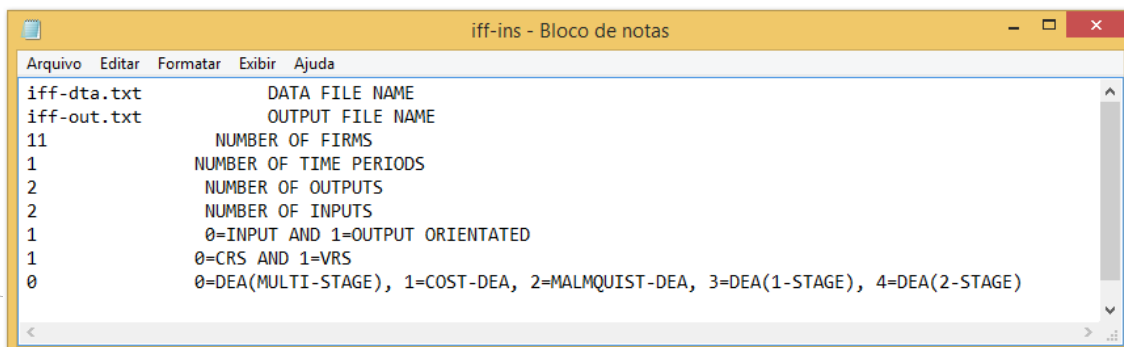 iff-ins - Bloco de notas
Arquivo Editar Formatar Exibir Ajuda
iff-dta.txt DATA FILE NAME
iff-out.txt OUTPUT FILE NAME
11 NUMBER OF FIRMS
1 NUMBER OF TIME PERIODS
2 NUMBER OF OUTPUTS
2 NUMBER OF INPUTS
1 0=INPUT AND 1=OUTPUT ORIENTATED
1 0=CRS AND 1=VRS
0 0=DEA(MULTI-STAGE), 1=COST-DEA, 2=MALMQUIST-DEA, 3=DEA(1-STAGE), 4=DEA(2-STAGE)